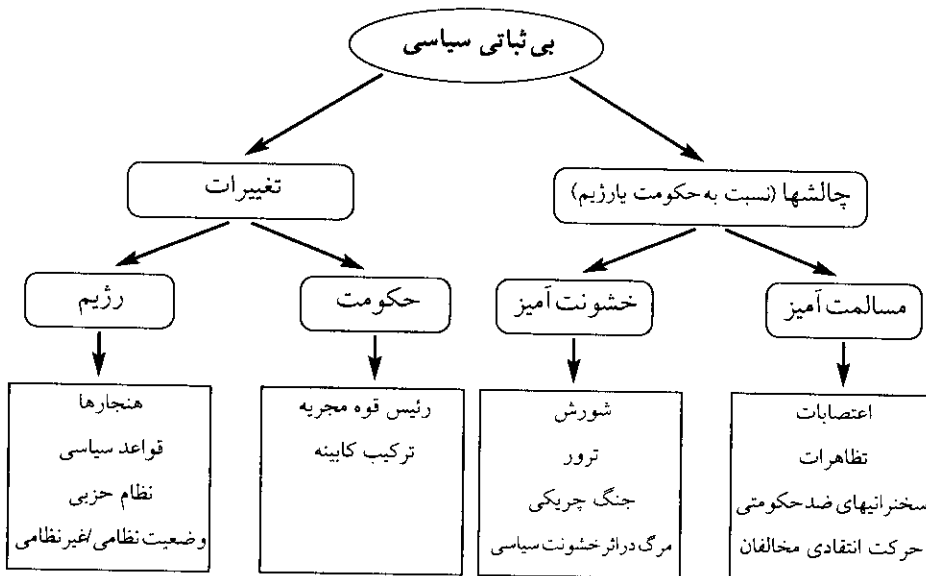 بی ثباتی سیاسی
چالشها (نسبت به حکومت یا رژیم)
تغییرات
مسالمت آمیز
خشونت آمیز
حکومت
رژیم
اعتصابات
تظاهرات
سخنرانیهای ضد حکومتی
حرکت انتقادی مخالفان
شورش
ترور
جنگ چریکی
مرگ در اثر خشونت سیاسی
رئیس قوه مجریه
ترکیب کابینه
هنجارها
قواعد سیاسی
نظام حزبی
وضعیت نظامی/غیرنظامی